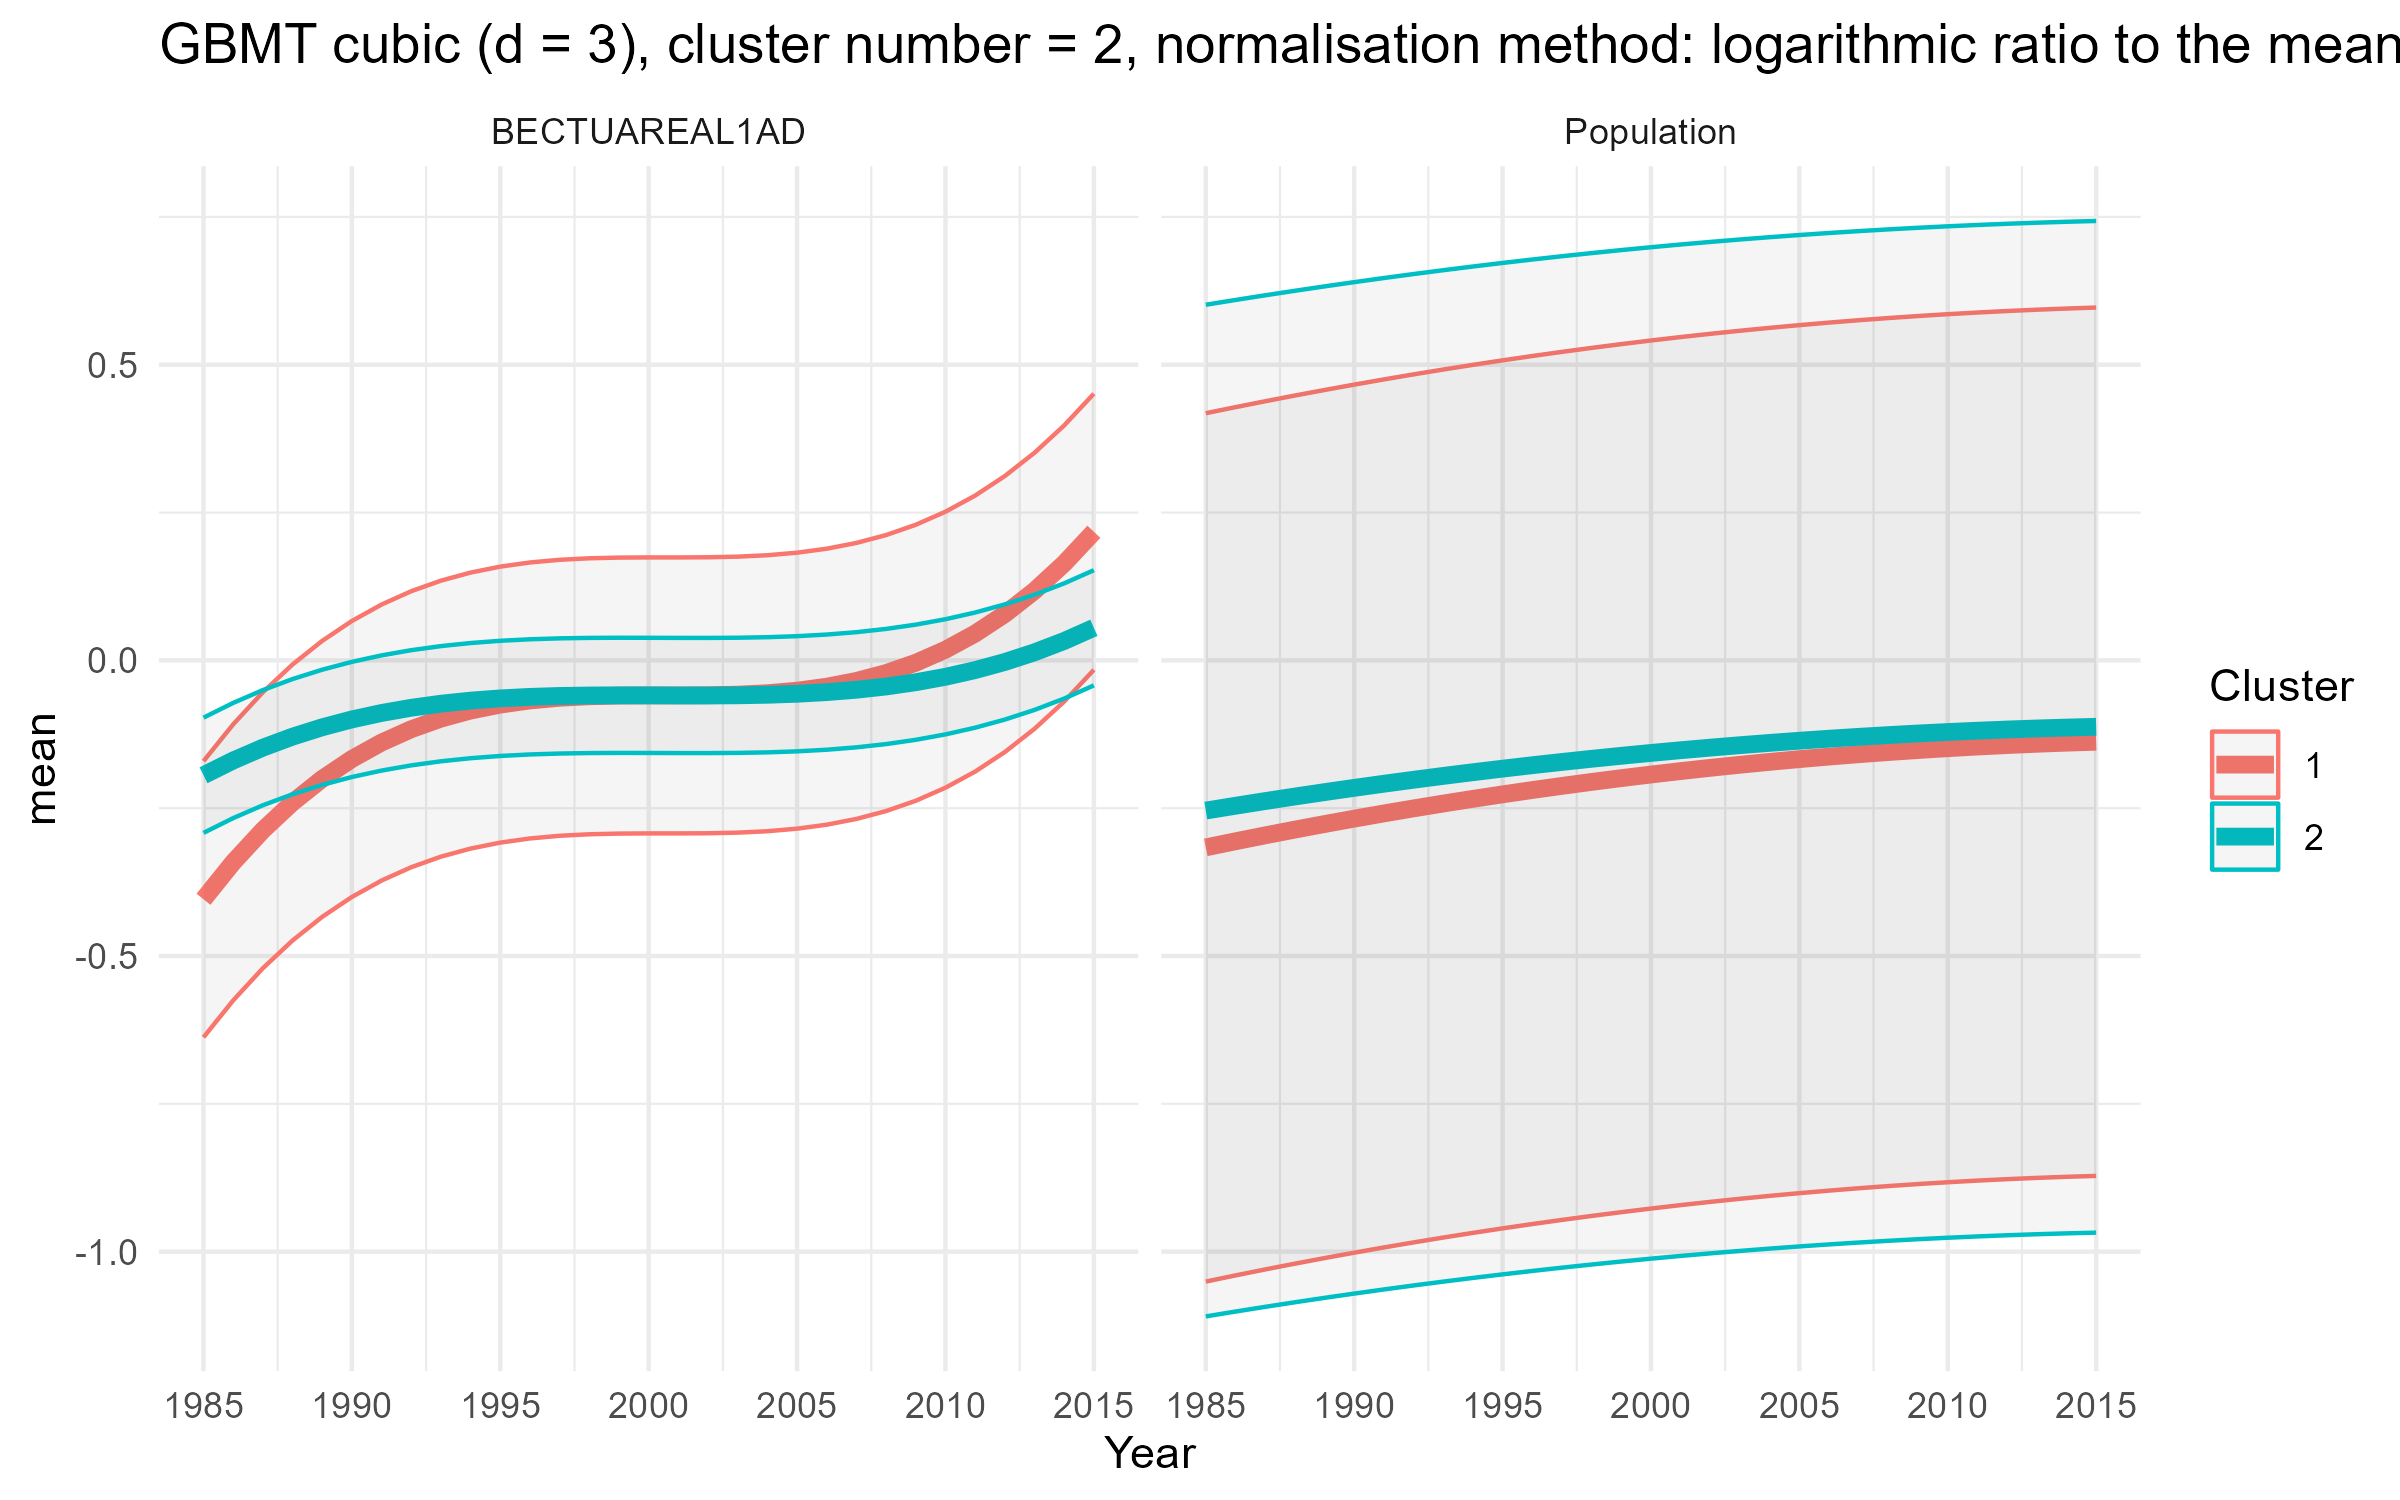 GBMT cubic (d = 3), cluster number = 2, normalisation method: logarithmic ratio to the mean
BECTUAREAL1AD Population
0.5
0.0
-0.5
-1.0
mean
1985 1990 1995 2000 2005 2010 2015 1985 1990 1995 2000 2005 2010 2015
Year
Cluster
1
2